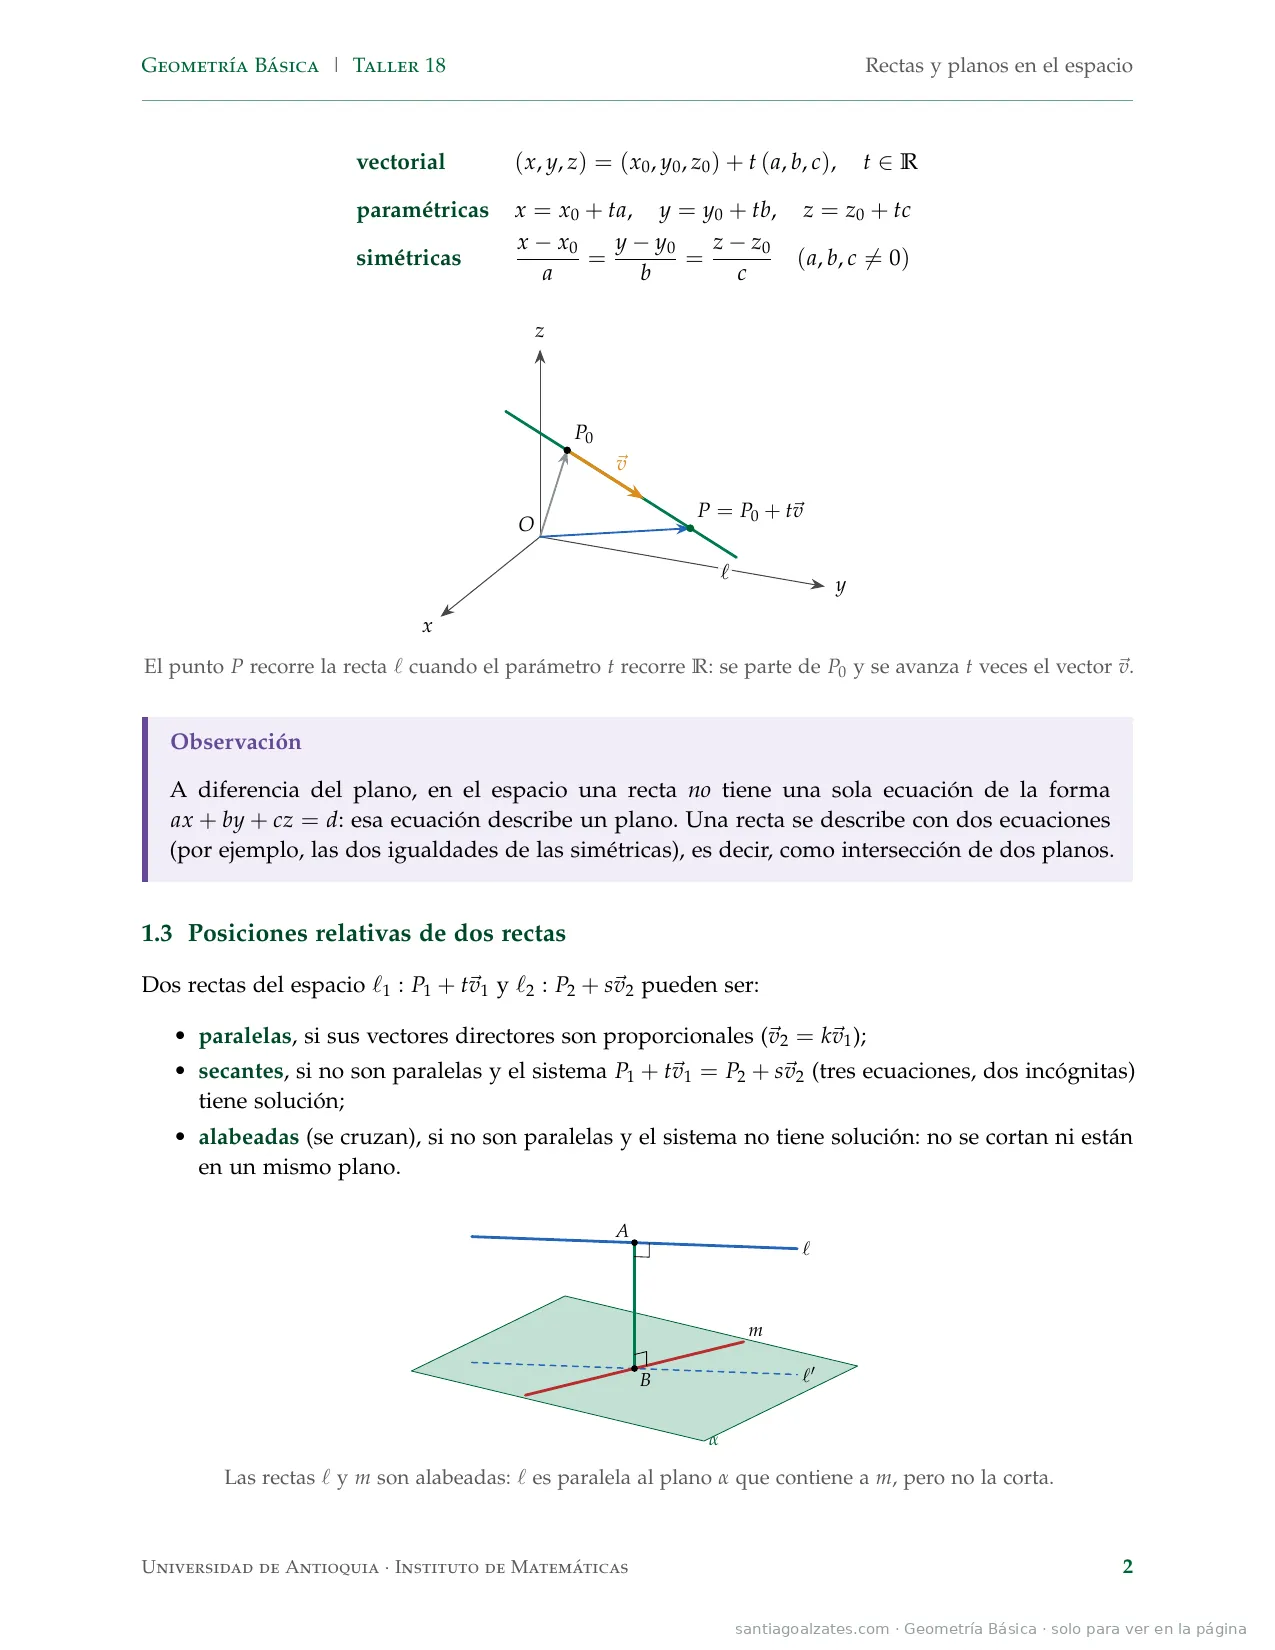 Geometría Básica | Taller 18
Rectas y planos en el espacio
vectorial (x, y, z) = (x₀, y₀, z₀) + t (a, b, c), t ∈ ℝ
paramétricas x = x₀ + ta, y = y₀ + tb, z = z₀ + tc
simétricas (x − x₀)/a = (y − y₀)/b = (z − z₀)/c (a, b, c ≠ 0)
z
P₀
v⃗
P = P₀ + tv⃗
O
ℓ
y
x
El punto P recorre la recta ℓ cuando el parámetro t recorre ℝ: se parte de P₀ y se avanza t veces el vector v⃗.
Observación
A diferencia del plano, en el espacio una recta no tiene una sola ecuación de la forma
ax + by + cz = d: esa ecuación describe un plano. Una recta se describe con dos ecuaciones
(por ejemplo, las dos igualdades de las simétricas), es decir, como intersección de dos planos.
1.3 Posiciones relativas de dos rectas
Dos rectas del espacio ℓ₁ : P₁ + tv⃗₁ y ℓ₂ : P₂ + sv⃗₂ pueden ser:
• paralelas, si sus vectores directores son proporcionales (v⃗₂ = kv⃗₁);
• secantes, si no son paralelas y el sistema P₁ + tv⃗₁ = P₂ + sv⃗₂ (tres ecuaciones, dos incógnitas)
tiene solución;
• alabeadas (se cruzan), si no son paralelas y el sistema no tiene solución: no se cortan ni están
en un mismo plano.
A
ℓ
m
ℓ′
B
α
Las rectas ℓ y m son alabeadas: ℓ es paralela al plano α que contiene a m, pero no la corta.
Universidad de Antioquia · Instituto de Matemáticas
2
santiagoalzates.com · Geometría Básica · solo para ver en la página